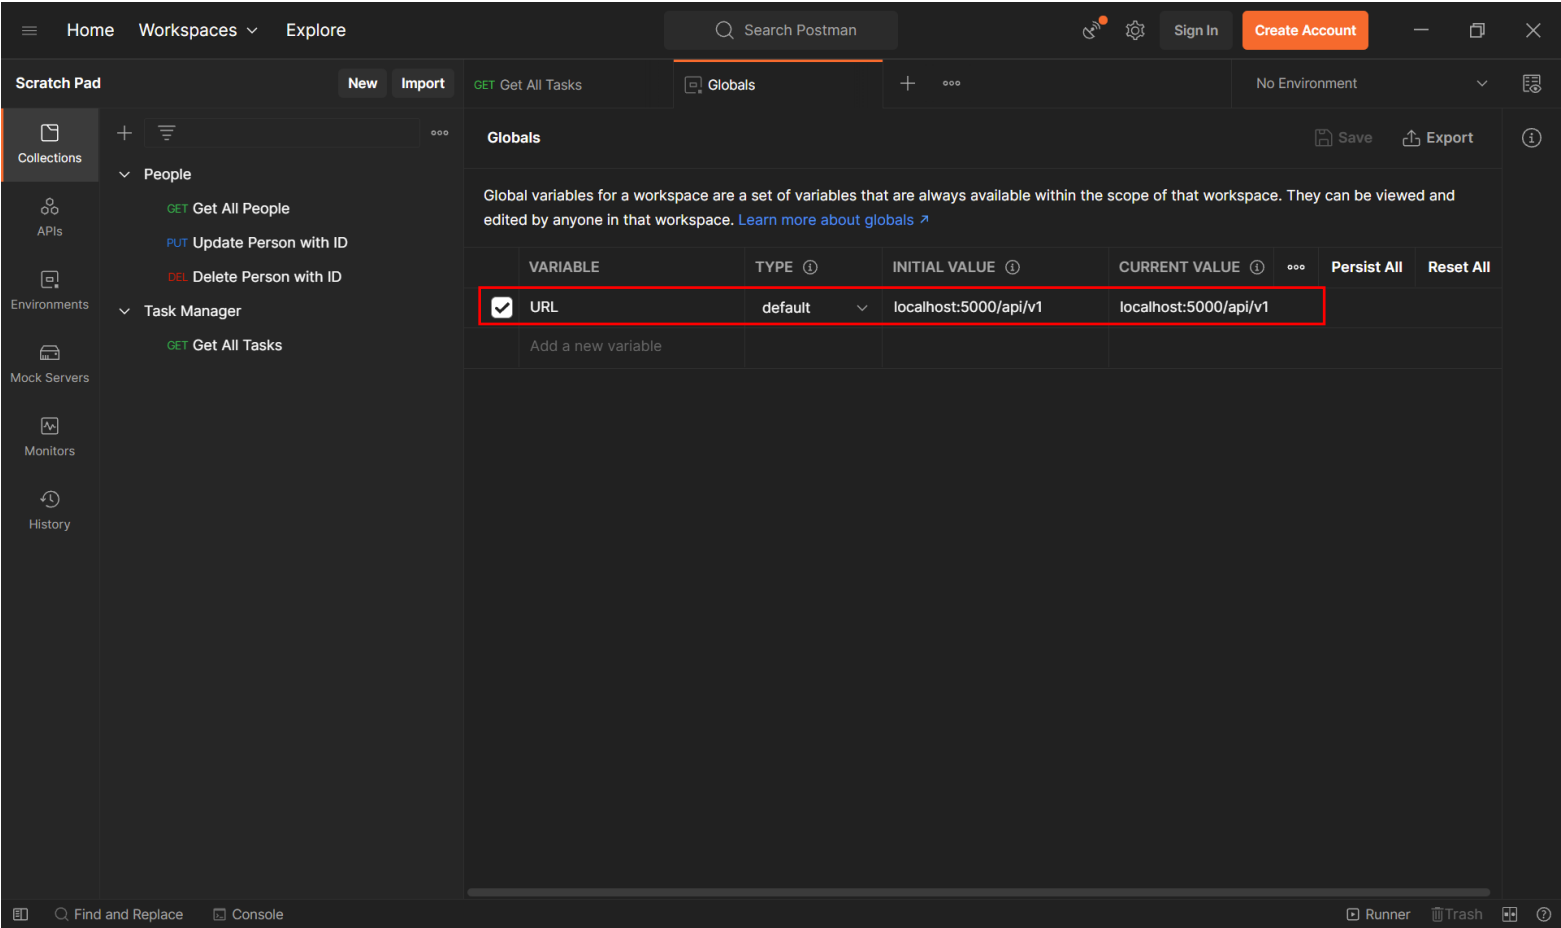 Home Workspaces Explore Search Postman Sign In Create Account
Scratch Pad New Import GET Get All Tasks Globals No Environment
Collections
APIs
Environments
Mock Servers
Monitors
History
People
GET Get All People
PUT Update Person with ID
DEL Delete Person with ID
Task Manager
GET Get All Tasks
Globals Save Export
Global variables for a workspace are a set of variables that are always available within the scope of that workspace. They can be viewed and
edited by anyone in that workspace. Learn more about globals ↗
VARIABLE TYPE INITIAL VALUE CURRENT VALUE Persist All Reset All
URL default localhost:5000/api/v1 localhost:5000/api/v1
Add a new variable
Find and Replace Console Runner Trash